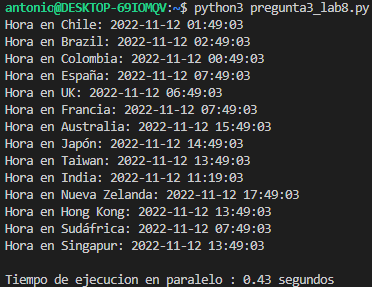 antonio@DESKTOP-G9IOMQV:~$ python3 pregunta3_lab8.py
Hora en Chile: 2022-11-12 01:49:03
Hora en Brazil: 2022-11-12 02:49:03
Hora en Colombia: 2022-11-12 00:49:03
Hora en España: 2022-11-12 07:49:03
Hora en UK: 2022-11-12 06:49:03
Hora en Francia: 2022-11-12 07:49:03
Hora en Australia: 2022-11-12 15:49:03
Hora en Japón: 2022-11-12 14:49:03
Hora en Taiwan: 2022-11-12 13:49:03
Hora en India: 2022-11-12 11:19:03
Hora en Nueva Zelanda: 2022-11-12 17:49:03
Hora en Hong Kong: 2022-11-12 13:49:03
Hora en Sudáfrica: 2022-11-12 07:49:03
Hora en Singapur: 2022-11-12 13:49:03
Tiempo de ejecucion en paralelo : 0.43 segundos